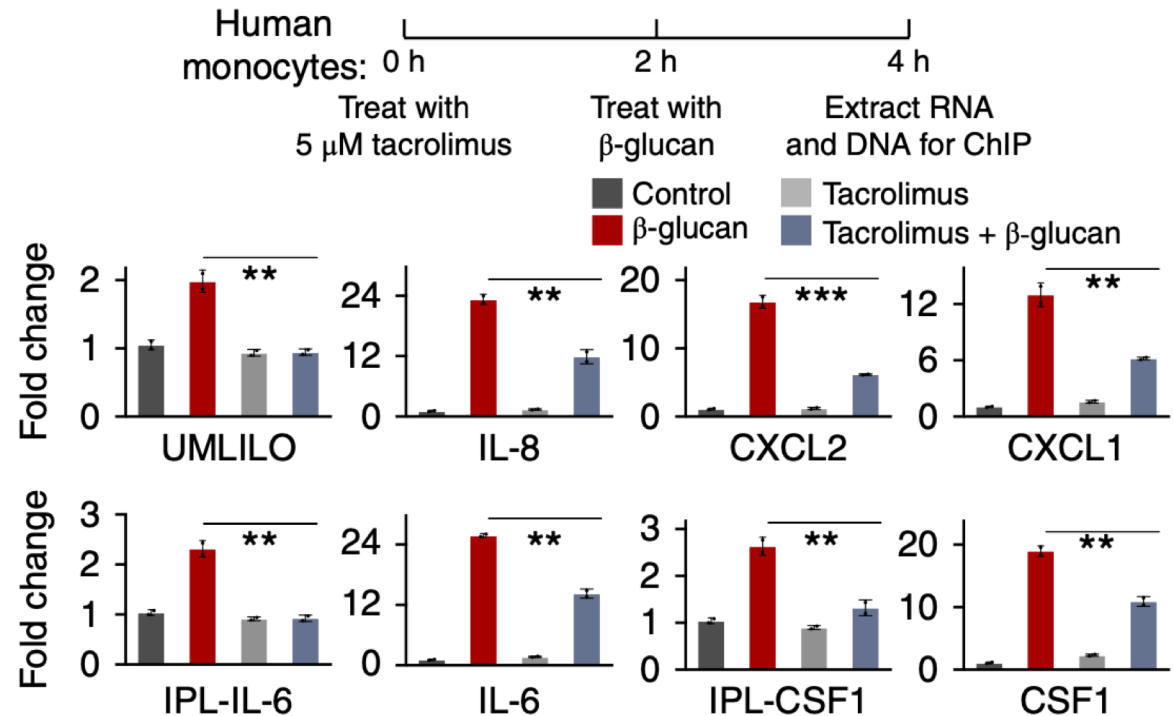 Human
monocytes: 0 h 2 h 4 h
Treat with Treat with Extract RNA
5 μM tacrolimus β-glucan and DNA for ChIP
Control Tacrolimus
β-glucan Tacrolimus + β-glucan
Fold change
2
1
0
**
UMLILO
24
12
0
**
IL-8
20
10
0
***
CXCL2
12
6
0
**
CXCL1
Fold change
3
2
1
0
**
IPL-IL-6
24
12
0
**
IL-6
3
2
1
0
**
IPL-CSF1
20
10
0
**
CSF1